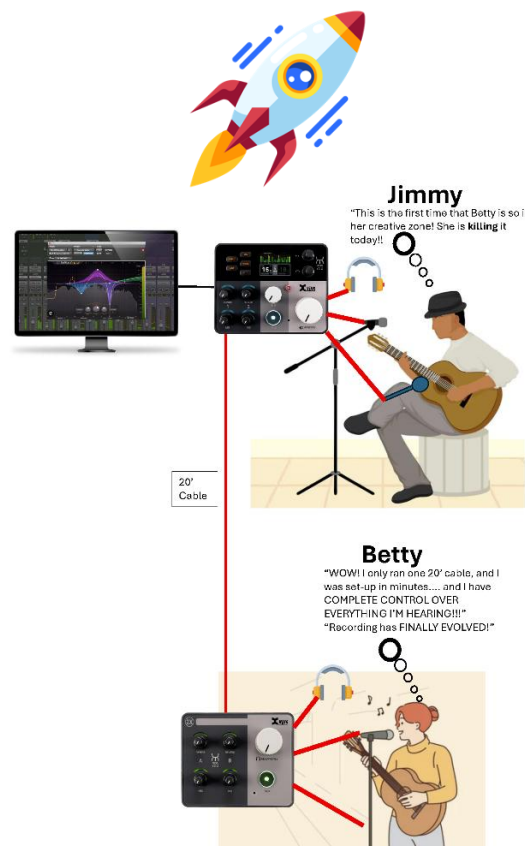 Jimmy
"This is the first time that Betty is so i
her creative zone! She is killing it
today!!
20'
Cable
Betty
"WOW! I only ran one 20' cable, and I
was set-up in minutes.... and I have
COMPLETE CONTROL OVER
EVERYTHING I'M HEARING!!!"
"Recording has FINALLY EVOLVED!"